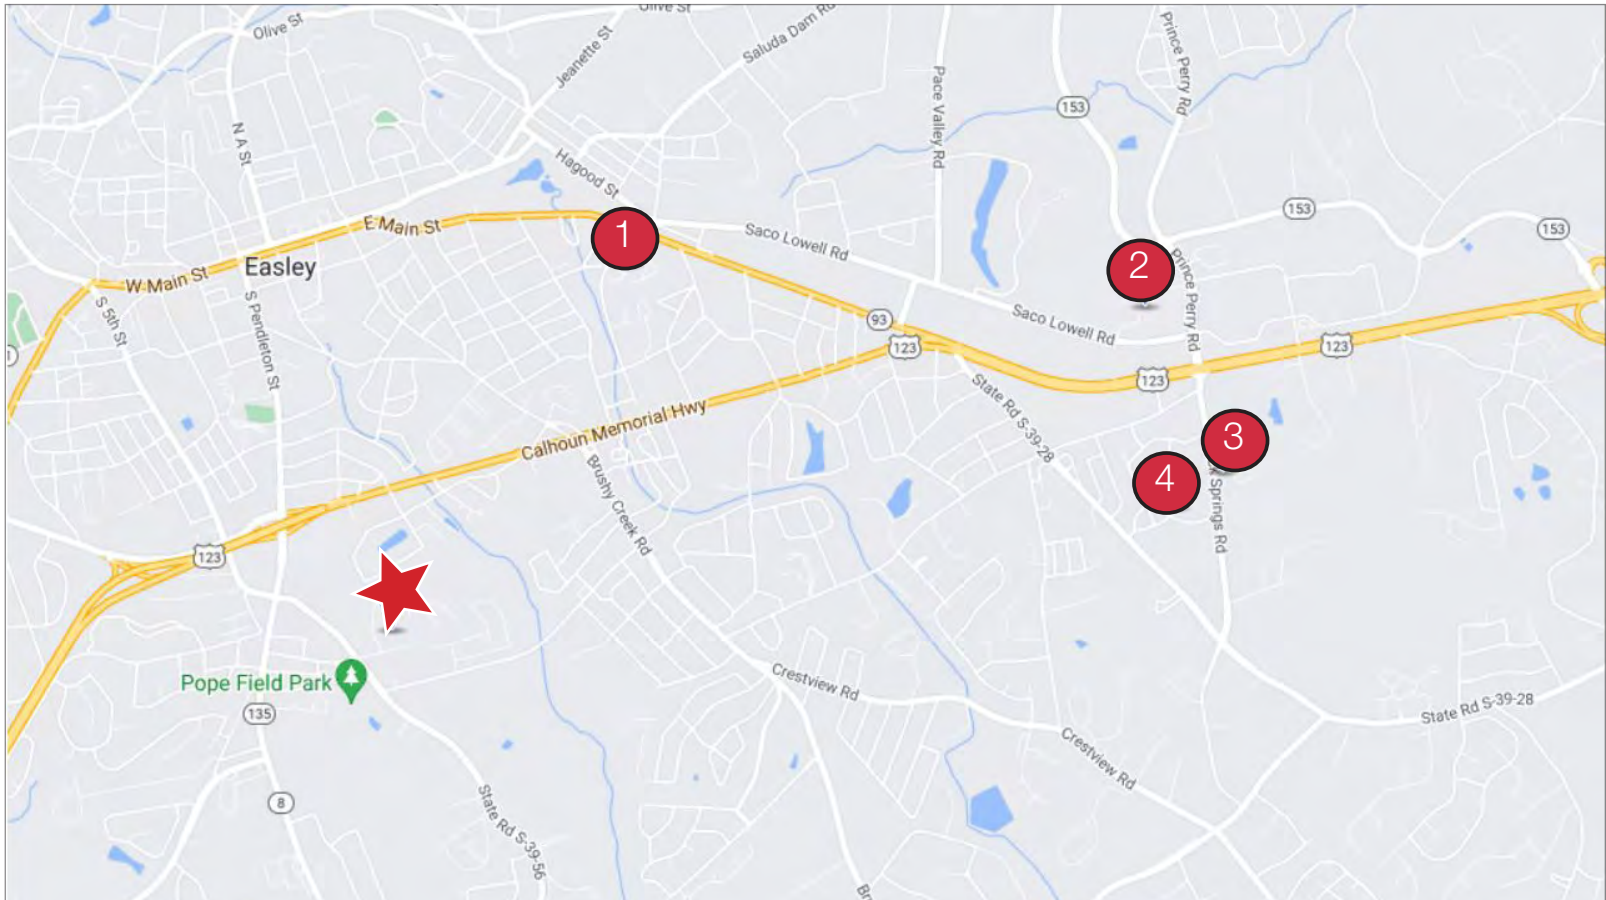 Olive St
Olive St
Jeanette St
Saluda Dam Rd
Prince Perry Rd
153
Pace Valley Rd
N A St
Hagood St
153
153
E Main St
1
Saco Lowell Rd
2
Prince Perry Rd
Easley
W Main St
S 5th St
S Pendleton St
93
Saco Lowell Rd
123
123
123
State Rd S-39-28
Calhoun Memorial Hwy
3
4
Springs Rd
Brushy Creek Rd
123
Pope Field Park
135
Crestview Rd
State Rd S-39-28
Crestview Rd
8
State Rd S-39-56